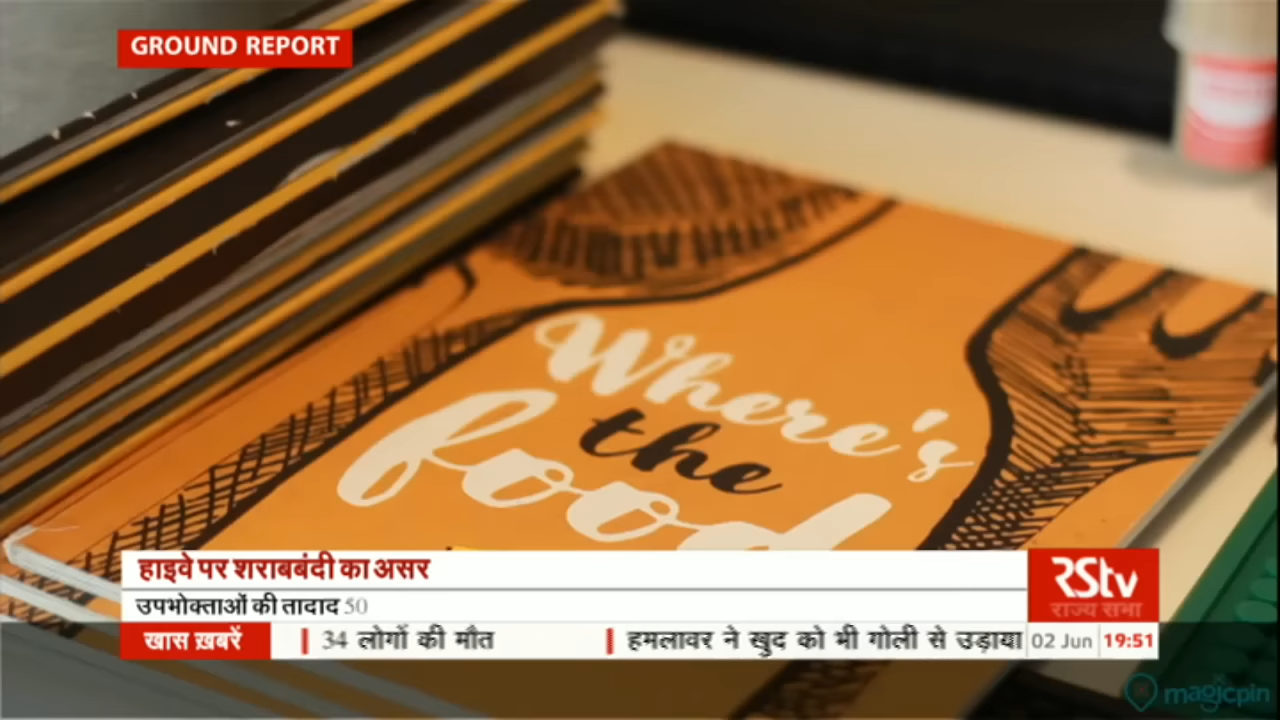 GROUND REPORT
Where's
the
food
हाइवे पर शराबबंदी का असर
उपभोक्ताओं की तादाद 50
RStv
राज्य सभा
खास ख़बरें
34 लोगों की मौत
हमलावर ने खुद को भी गोली से उड़ाया
02 Jun
19:51
magicpin